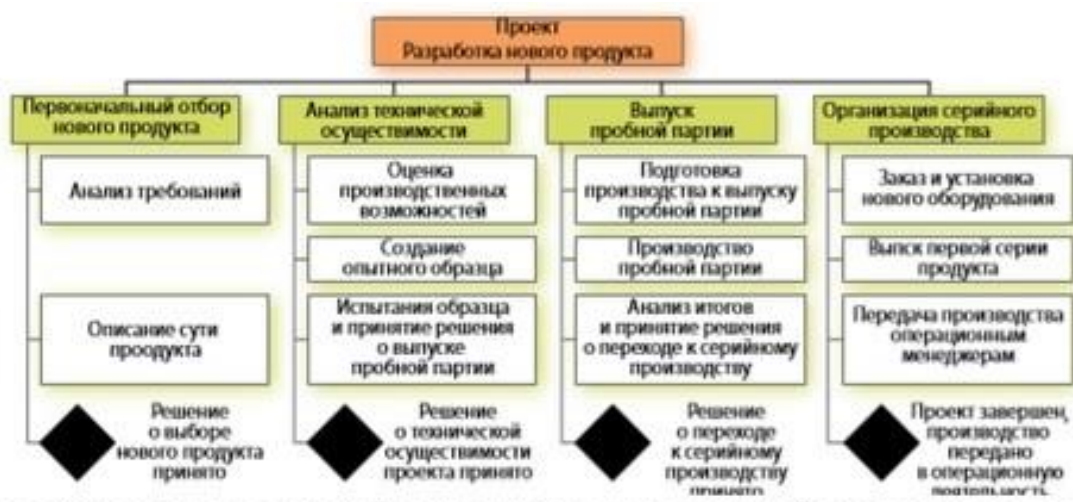 Проект
Разработка нового продукта
Первоначальный отбор
нового продукта
Анализ требований
Описание сути
проодукта
Решение
о выборе
нового продукта
принято
Анализ технической
осуществимости
Оценка
производственных
возможностей
Создание
опытного образца
Испытания образца
и принятие решения
о выпуске
пробной партии
Решение
о технической
осуществимости
проекта принято
Выпуск
пробной партии
Подготовка
производства к выпуску
пробной партии
Производство
пробной партии
Анализ итогов
и принятие решения
о переходе к серийному
производству
Решение
о переходе
к серийному
производству
принято
Организация серийного
производства
Заказ и установка
нового оборудования
Выпск первой серии
продукта
Передача производства
операционным
менеджерам
Проект завершен,
производство
передано
в операционную
деятельность